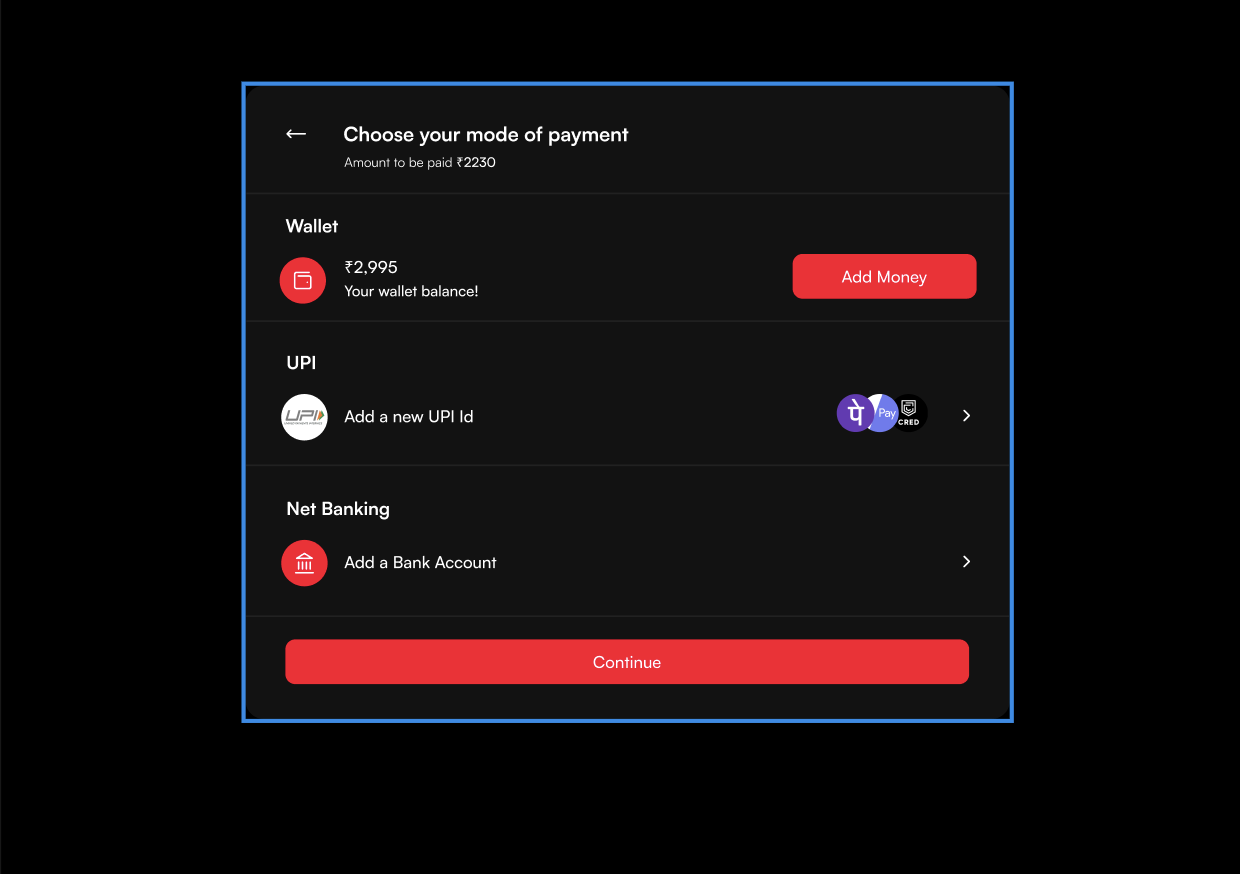 Choose your mode of payment
Amount to be paid ₹2230
Wallet
₹2,995
Your wallet balance!
Add Money
UPI
UPI
Add a new UPI Id
पे
Pay
CRED
Net Banking
Add a Bank Account
Continue